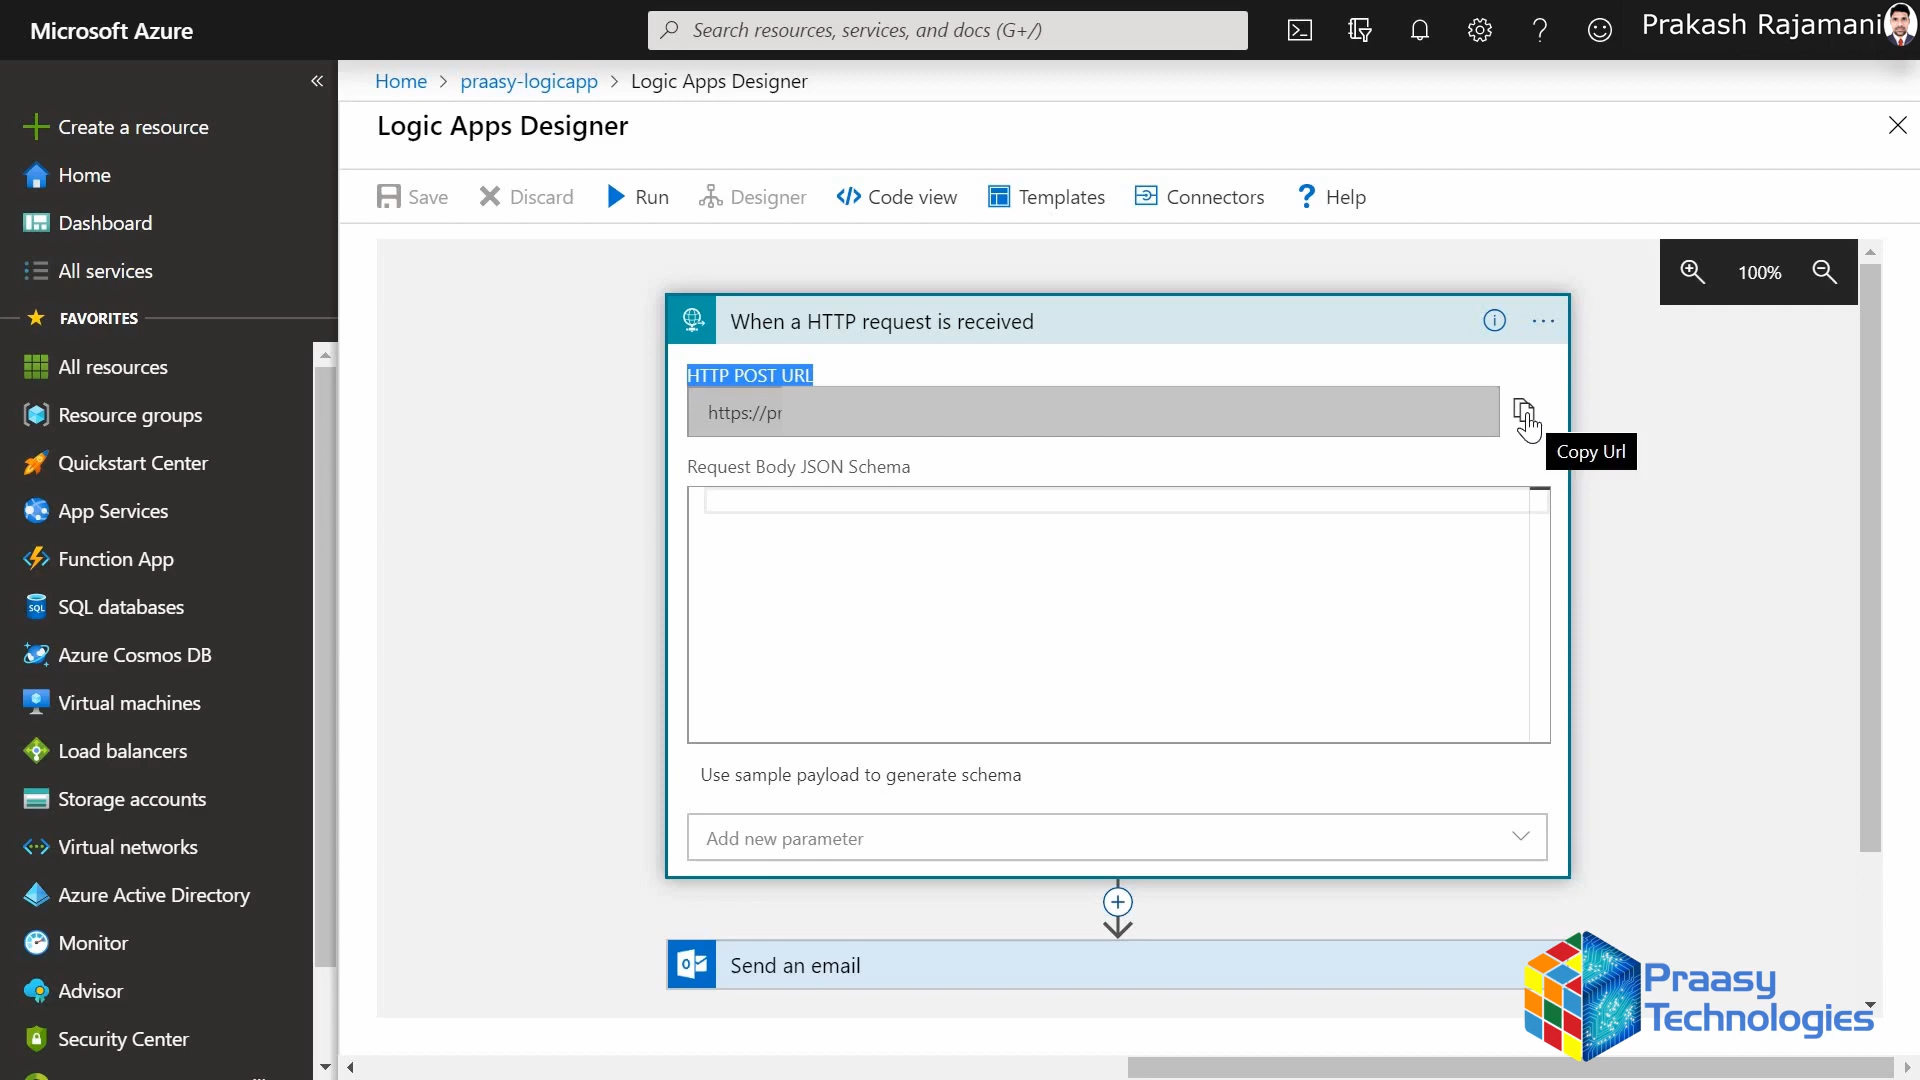 Microsoft Azure
Search resources, services, and docs (G+/)
Prakash Rajamani
Create a resource
Home
Dashboard
All services
FAVORITES
All resources
Resource groups
Quickstart Center
App Services
Function App
SQL
SQL databases
Azure Cosmos DB
Virtual machines
Load balancers
Storage accounts
Virtual networks
Azure Active Directory
Monitor
Advisor
Security Center
Home > praasy-logicapp > Logic Apps Designer
Logic Apps Designer
Save Discard Run Designer Code view Templates Connectors Help
100%
When a HTTP request is received
HTTP POST URL
https://pr
Copy Url
Request Body JSON Schema
Use sample payload to generate schema
Add new parameter
Send an email
Praasy
Technologies